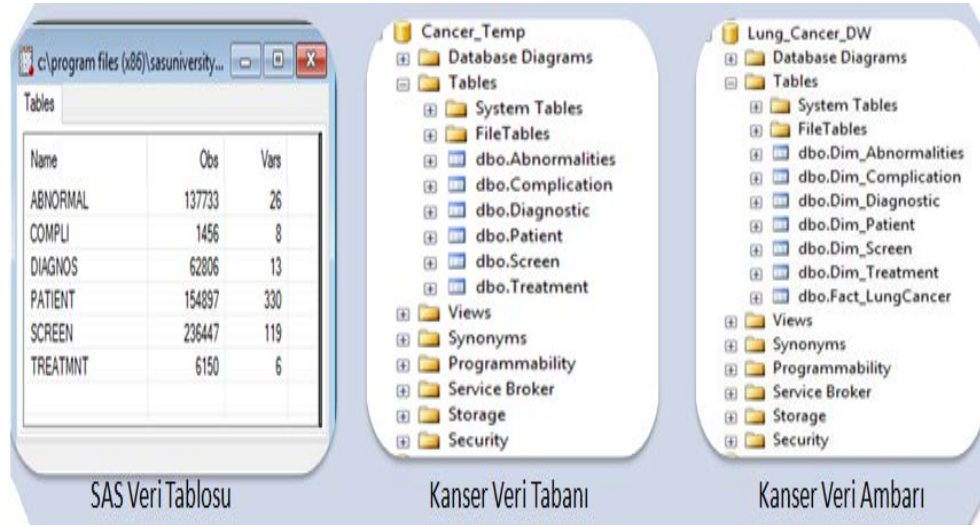 c:\program files (x86)\sasuniversity...
Tables
Name Obs Vars
ABNORMAL 137733 26
COMPLI 1456 8
DIAGNOS 62806 13
PATIENT 154897 330
SCREEN 236447 119
TREATMNT 6150 6
SAS Veri Tablosu
Cancer_Temp
Database Diagrams
Tables
System Tables
FileTables
dbo.Abnormalities
dbo.Complication
dbo.Diagnostic
dbo.Patient
dbo.Screen
dbo.Treatment
Views
Synonyms
Programmability
Service Broker
Storage
Security
Kanser Veri Tabanı
Lung_Cancer_DW
Database Diagrams
Tables
System Tables
FileTables
dbo.Dim_Abnormalities
dbo.Dim_Complication
dbo.Dim_Diagnostic
dbo.Dim_Patient
dbo.Dim_Screen
dbo.Dim_Treatment
dbo.Fact_LungCancer
Views
Synonyms
Programmability
Service Broker
Storage
Security
Kanser Veri Ambarı